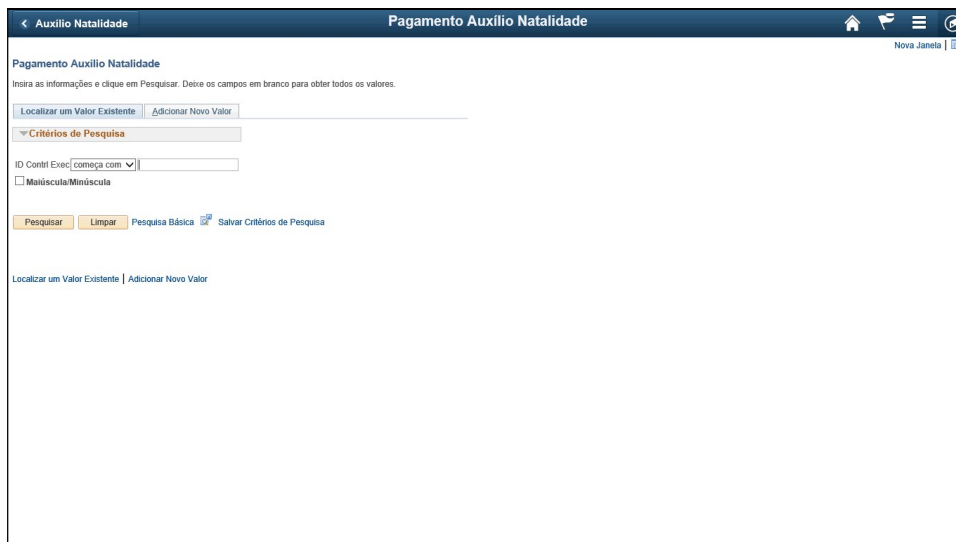 Auxílio Natalidade
Pagamento Auxílio Natalidade
Nova Janela |
Pagamento Auxílio Natalidade
Insira as informações e clique em Pesquisar. Deixe os campos em branco para obter todos os valores.
Localizar um Valor Existente
Adicionar Novo Valor
Critérios de Pesquisa
ID Contrl Exec começa com
Maiúscula/Minúscula
Pesquisar Limpar Pesquisa Básica Salvar Critérios de Pesquisa
Localizar um Valor Existente | Adicionar Novo Valor